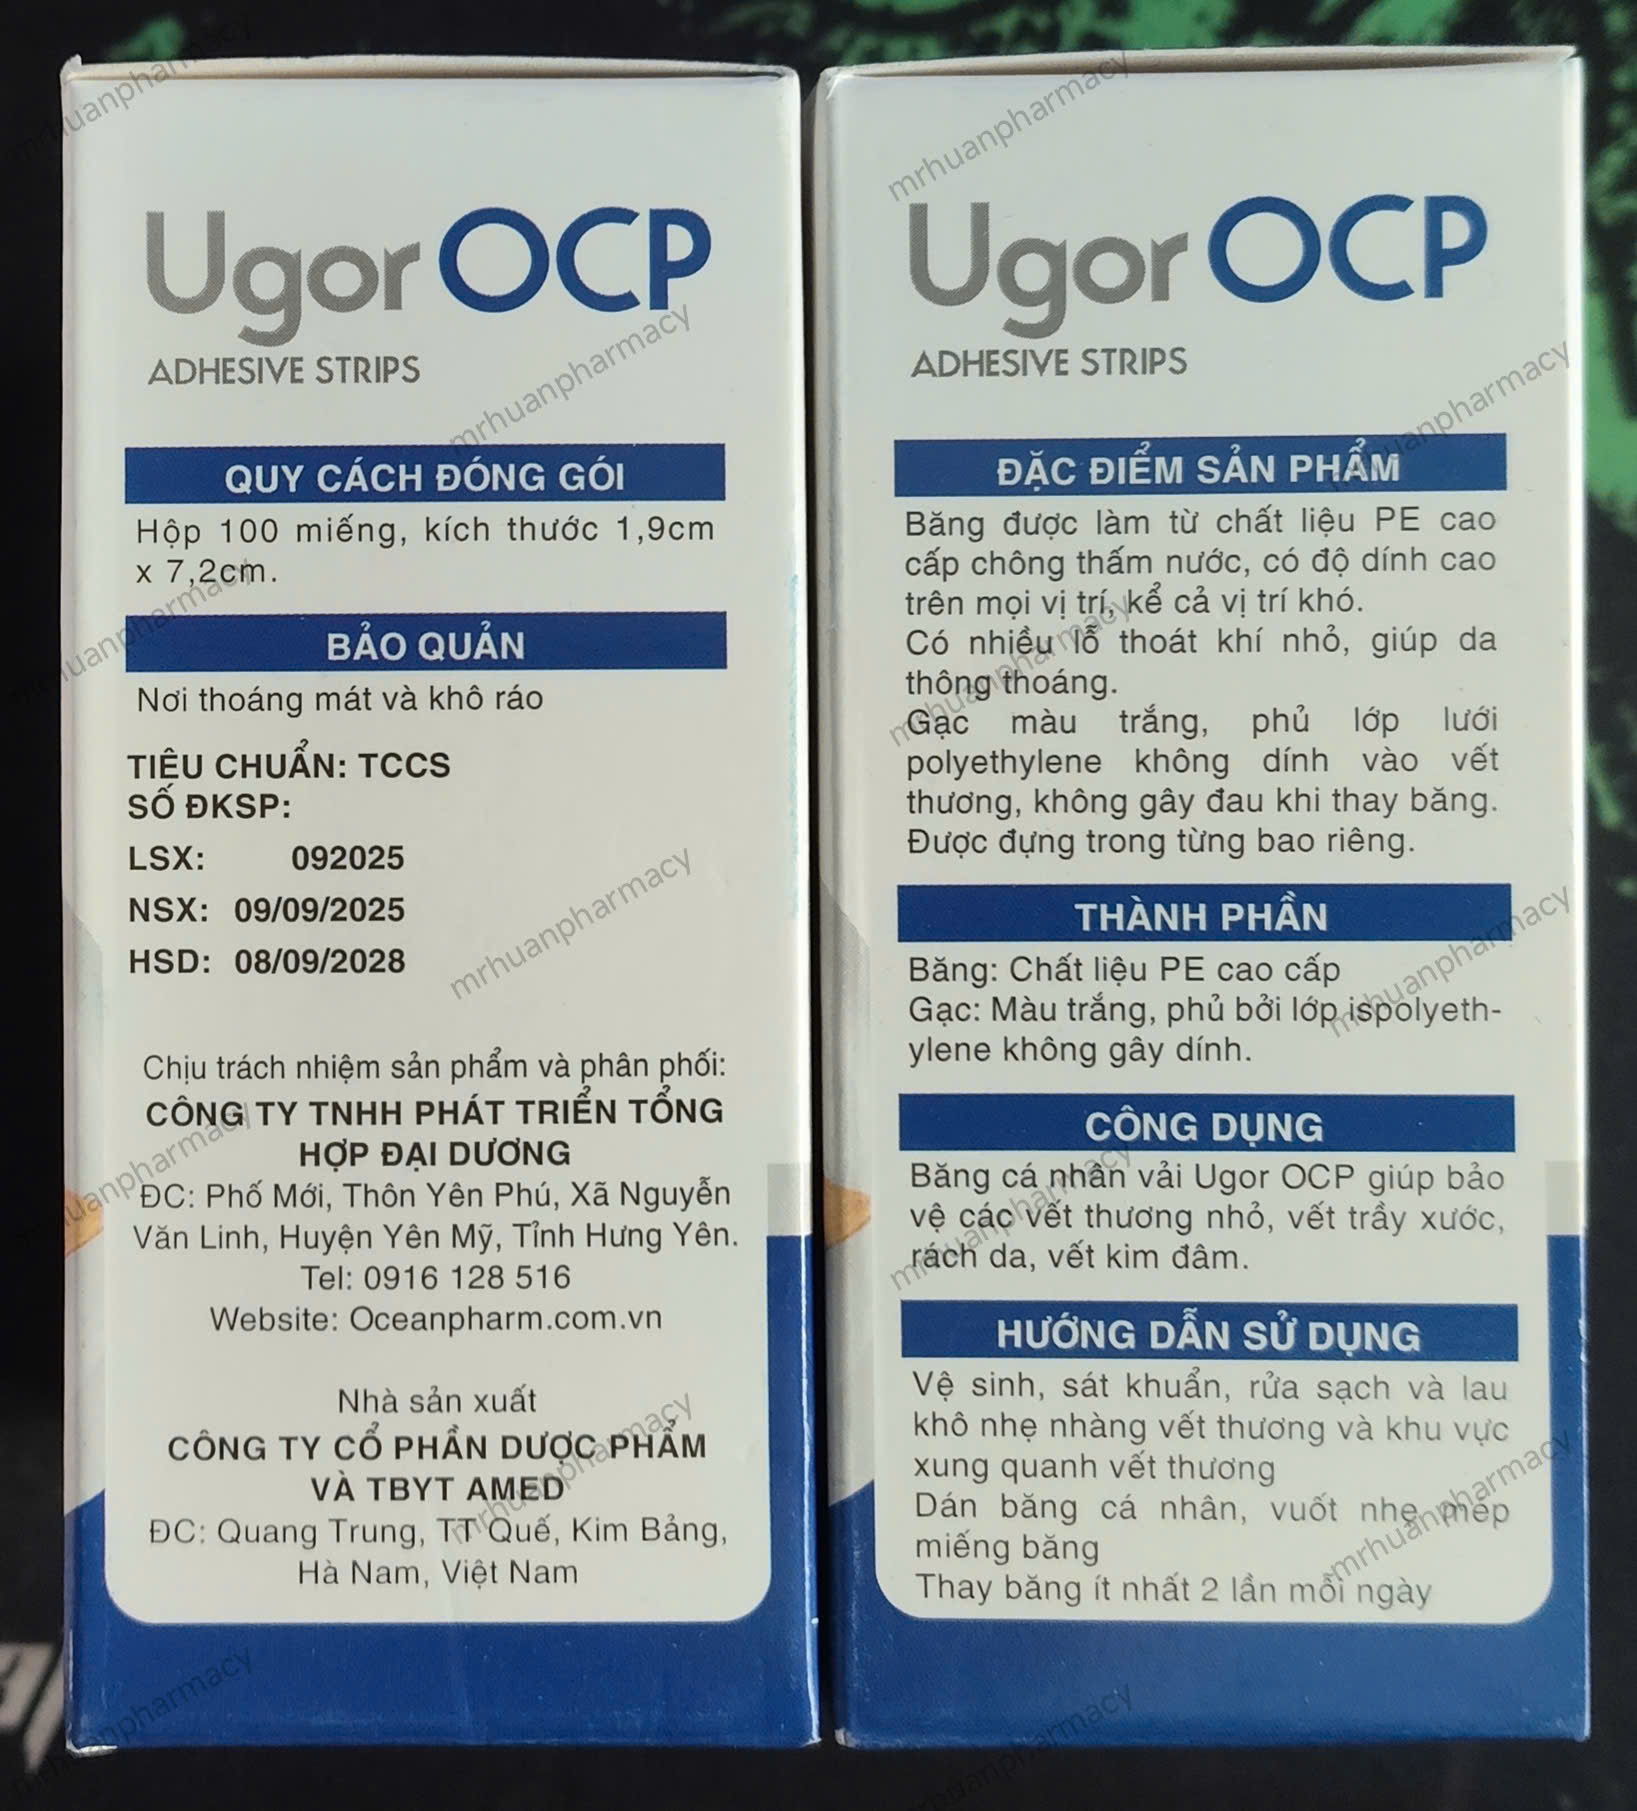 Ugor OCP
ADHESIVE STRIPS
QUY CÁCH ĐÓNG GÓI
Hộp 100 miếng, kích thước 1,9cm
x 7,2cm.
BẢO QUẢN
Nơi thoáng mát và khô ráo
TIÊU CHUẨN: TCCS
SỐ ĐKSP:
LSX: 092025
NSX: 09/09/2025
HSD: 08/09/2028
Chịu trách nhiệm sản phẩm và phân phối:
CÔNG TY TNHH PHÁT TRIỂN TỔNG
HỢP ĐẠI DƯƠNG
ĐC: Phố Mới, Thôn Yên Phú, Xã Nguyễn
Văn Linh, Huyện Yên Mỹ, Tỉnh Hưng Yên.
Tel: 0916 128 516
Website: Oceanpharm.com.vn
Nhà sản xuất
CÔNG TY CỔ PHẦN DƯỢC PHẨM
VÀ TBYT AMED
ĐC: Quang Trung, TT Quế, Kim Bảng,
Hà Nam, Việt Nam
Ugor OCP
ADHESIVE STRIPS
ĐẶC ĐIỂM SẢN PHẨM
Băng được làm từ chất liệu PE cao
cấp chông thấm nước, có độ dính cao
trên mọi vị trí, kể cả vị trí khó.
Có nhiều lỗ thoát khí nhỏ, giúp da
thông thoáng.
Gạc màu trắng, phủ lớp lưới
polyethylene không dính vào vết
thương, không gây đau khi thay băng.
Được đựng trong từng bao riêng.
THÀNH PHẦN
Băng: Chất liệu PE cao cấp
Gạc: Màu trắng, phủ bởi lớp ispolyeth-
ylene không gây dính.
CÔNG DỤNG
Băng cá nhân vải Ugor OCP giúp bảo
vệ các vết thương nhỏ, vết trầy xước,
rách da, vết kim đâm.
HƯỚNG DẪN SỬ DỤNG
Vệ sinh, sát khuẩn, rửa sạch và lau
khô nhẹ nhàng vết thương và khu vực
xung quanh vết thương
Dán băng cá nhân, vuốt nhẹ mép
miếng băng
Thay băng ít nhất 2 lần mỗi ngày
mrhuanpharmacy